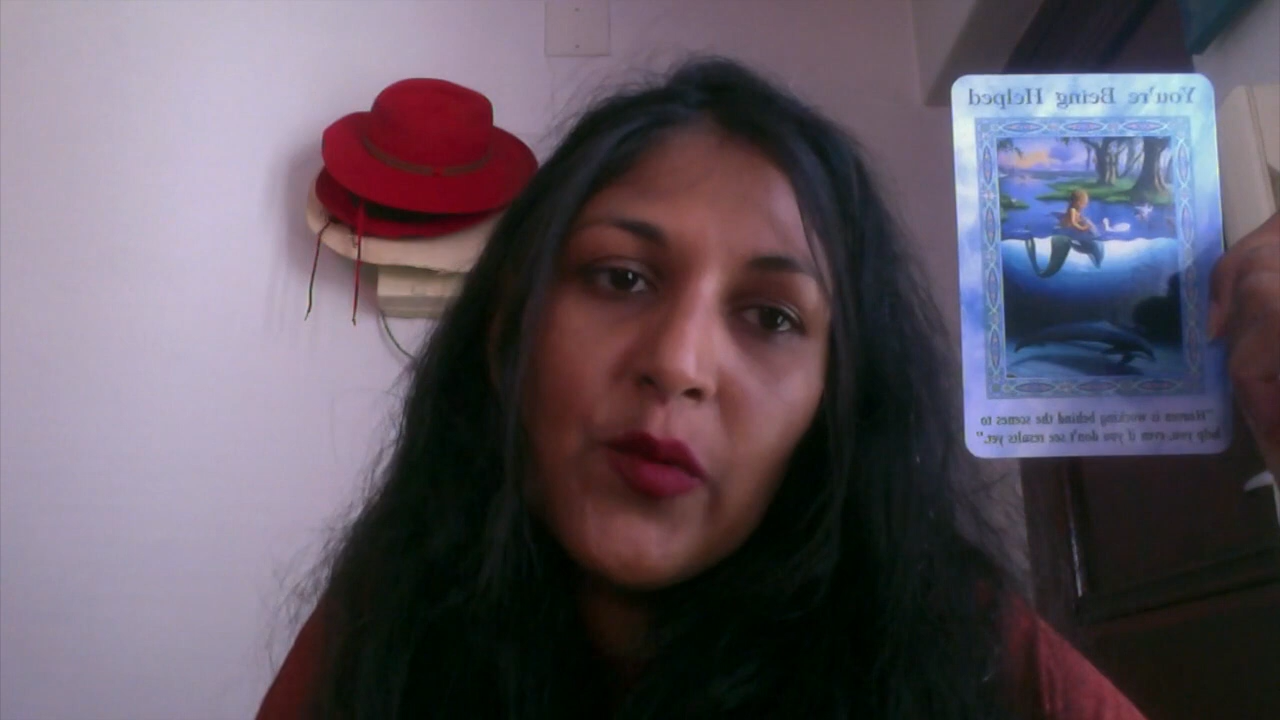 You're Being Helped
"Heaven is working behind the scenes to
help you, even if you don't see results yet."